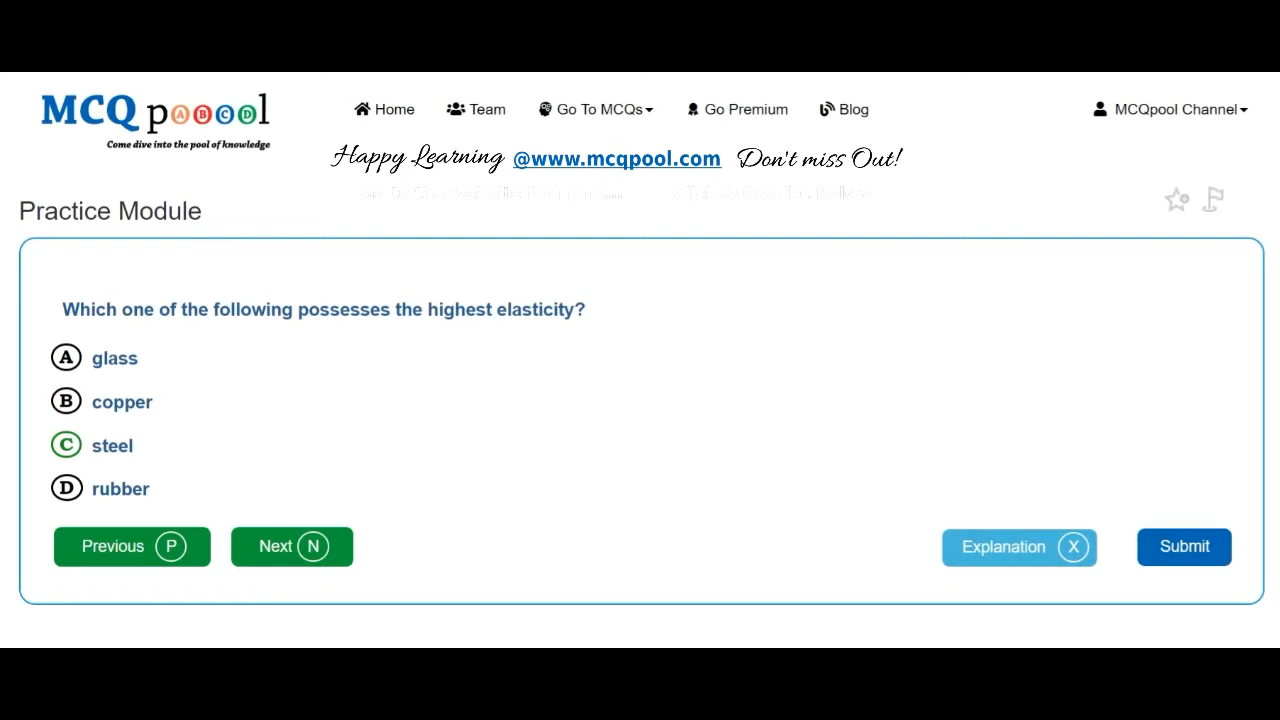 MCQ pABCDl
Come dive into the pool of knowledge
Home Team Go To MCQs Go Premium Blog MCQpool Channel
Happy Learning @www.mcqpool.com Don't miss Out!
Practice Module
Which one of the following possesses the highest elasticity?
A glass
B copper
C steel
D rubber
Previous P Next N Explanation X Submit